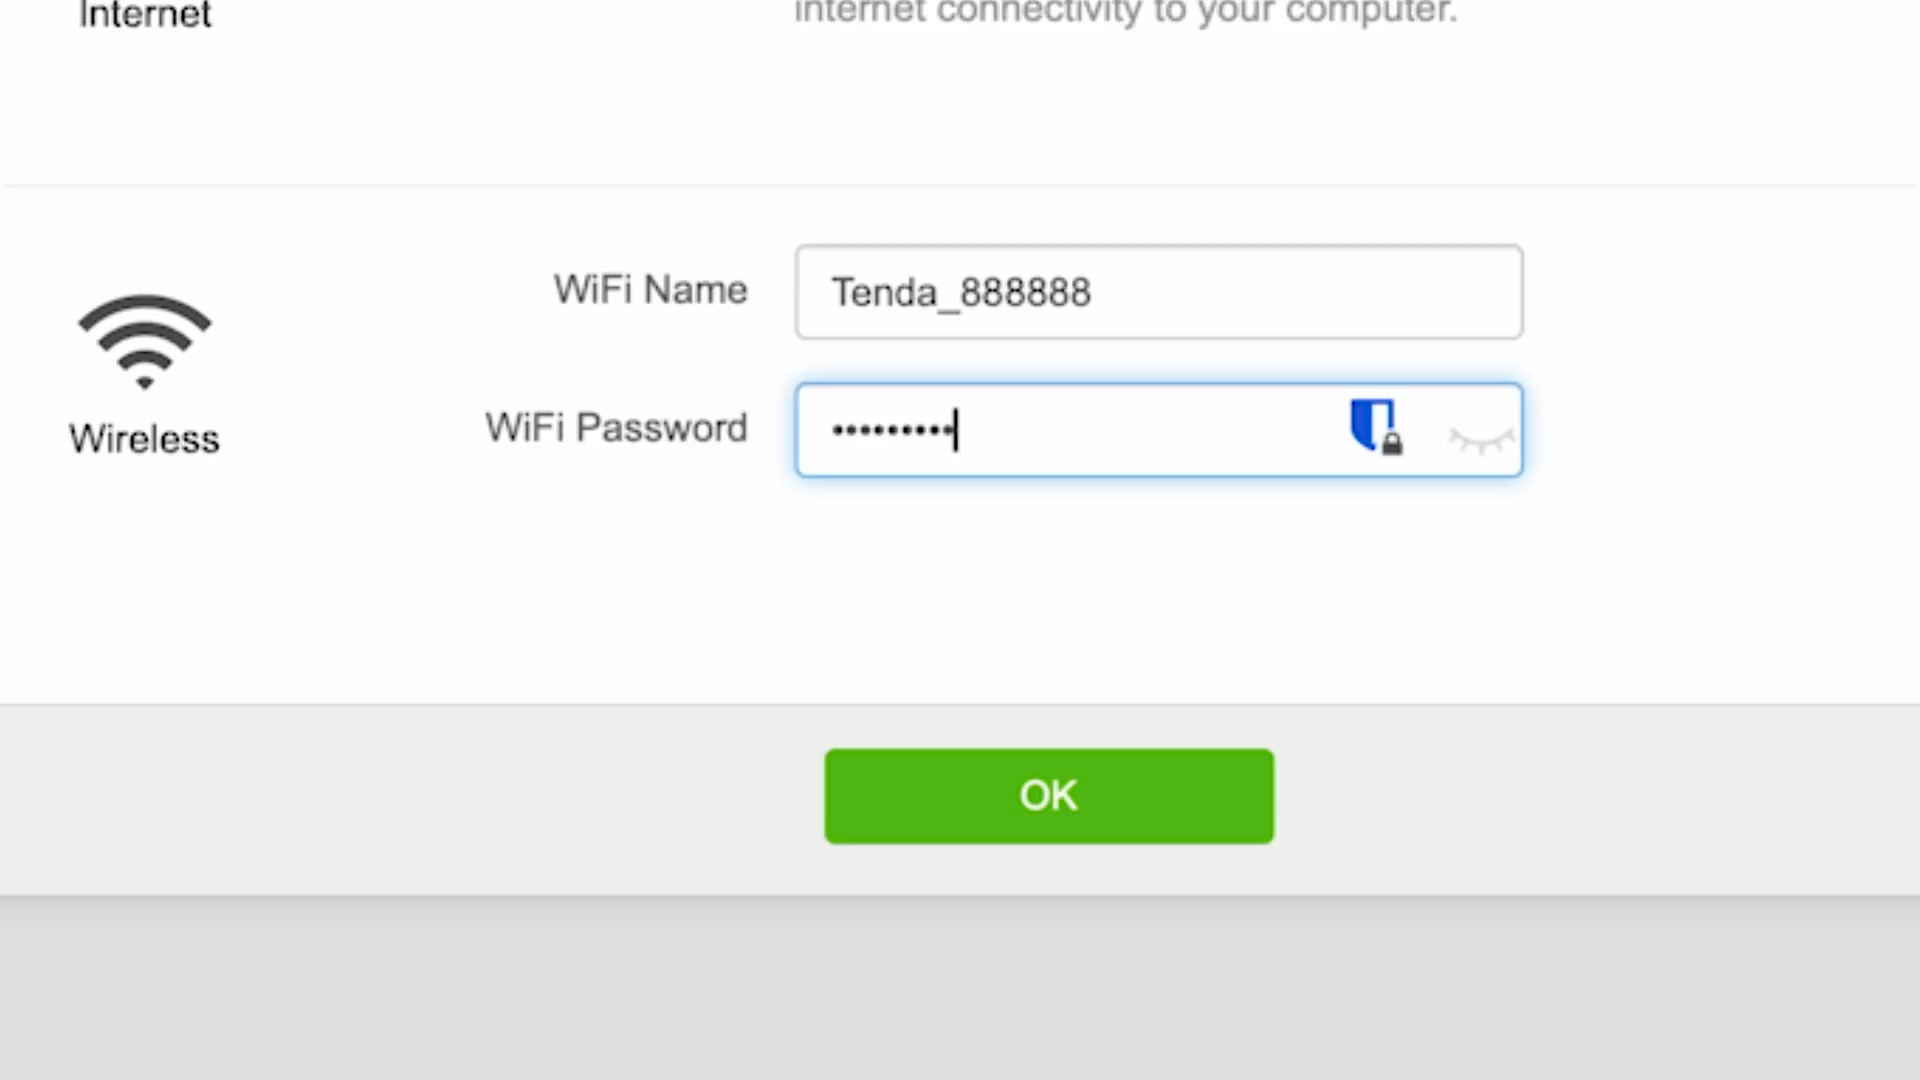 Internet
internet connectivity to your computer.
WiFi Name
Tenda_888888
WiFi Password
•••••••••
Wireless
OK